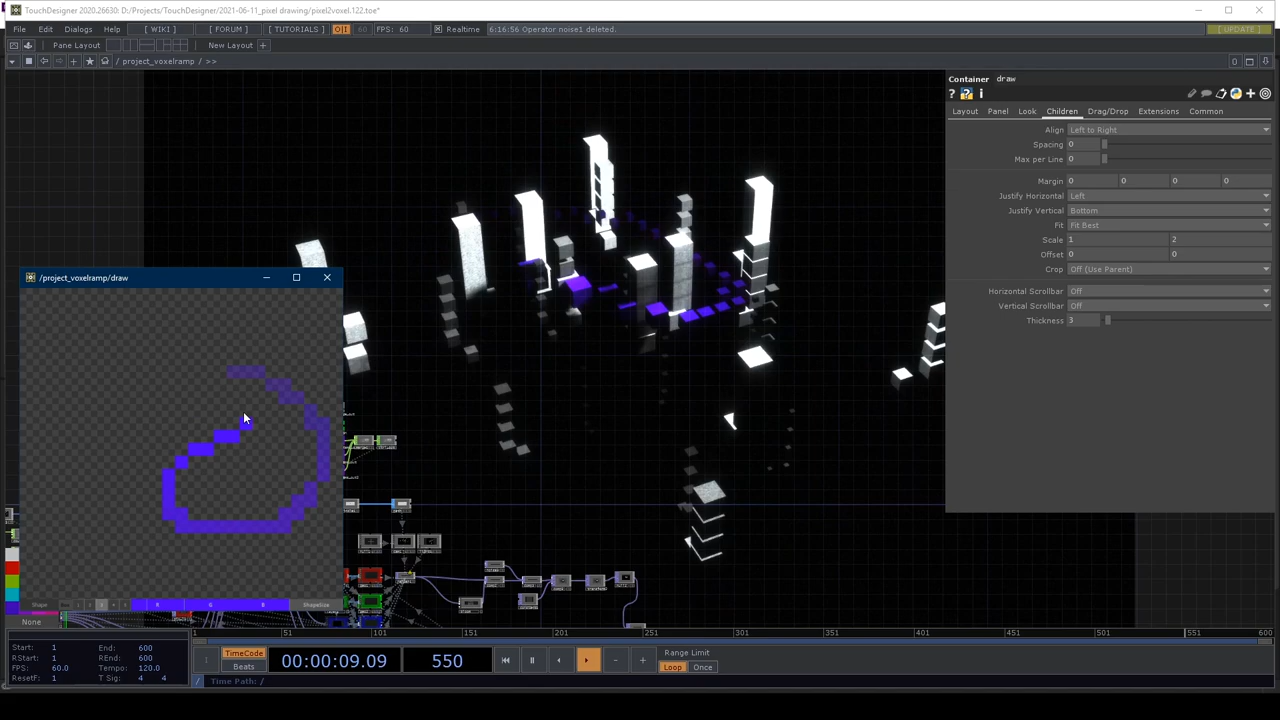 TouchDesigner 2020.26630: D:/Projects/TouchDesigner/2021-06-11_pixel drawing/pixel2voxel.122.toe*
File Edit Dialogs Help [ WIKI ] [ FORUM ] [ TUTORIALS ] O|I 60 FPS: 60 Realtime 6:16:56 Operator noise1 deleted. [ UPDATE ]
Pane Layout New Layout +
/ project_voxelramp / >> 0
Container draw
Layout Panel Look Children Drag/Drop Extensions Common
Align Left to Right
Spacing 0
Max per Line 0
Margin 0 0 0 0
Justify Horizontal Left
Justify Vertical Bottom
Fit Fit Best
Scale 1 2
Offset 0 0
Crop Off (Use Parent)
Horizontal Scrollbar Off
Vertical Scrollbar Off
Thickness 3
/project_voxelramp/draw
Shape R G B ShapeSize
None
1 51 101 151 201 251 301 351 401 451 501 551 600
Start: 1 End: 600
RStart: 1 REnd: 600
FPS: 60.0 Tempo: 120.0
ResetF: 1 T Sig: 4 4
TimeCode
Beats
00:00:09.09 550
Range Limit
Loop Once
/ Time Path: /